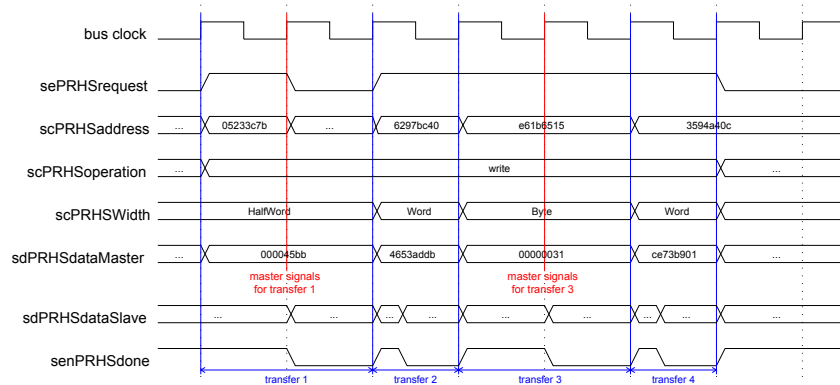 bus clock
sePRHSrequest
scPRHSaddress ... 05233c7b ... 6297bc40 e61b6515 3594a40c
scPRHSoperation ... write ...
scPRHSWidth HalfWord Word Byte Word
sdPRHSdataMaster ... 000045bb 4653addb 00000031 ce73b901 ...
master signals master signals
for transfer 1 for transfer 3
sdPRHSdataSlave ... ... ... ... ... ... ... ... ...
senPRHSdone
transfer 1 transfer 2 transfer 3 transfer 4